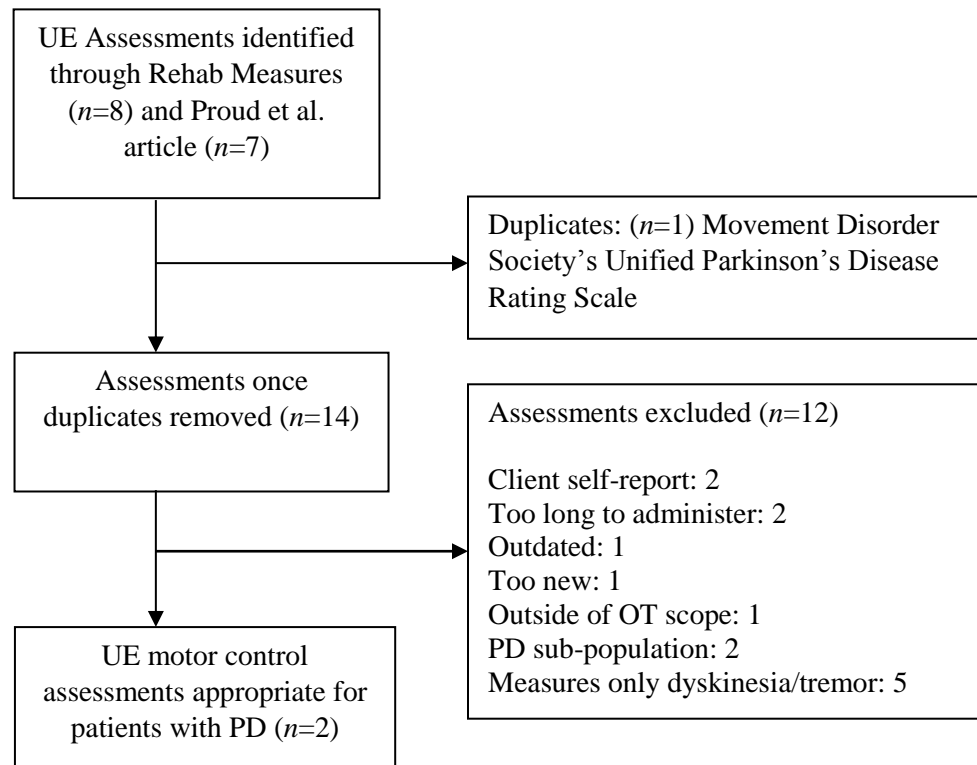 UE Assessments identified
through Rehab Measures
(n=8) and Proud et al.
article (n=7)
Duplicates: (n=1) Movement Disorder
Society’s Unified Parkinson’s Disease
Rating Scale
Assessments once
duplicates removed (n=14)
Assessments excluded (n=12)
Client self-report: 2
Too long to administer: 2
Outdated: 1
Too new: 1
Outside of OT scope: 1
PD sub-population: 2
Measures only dyskinesia/tremor: 5
UE motor control
assessments appropriate for
patients with PD (n=2)